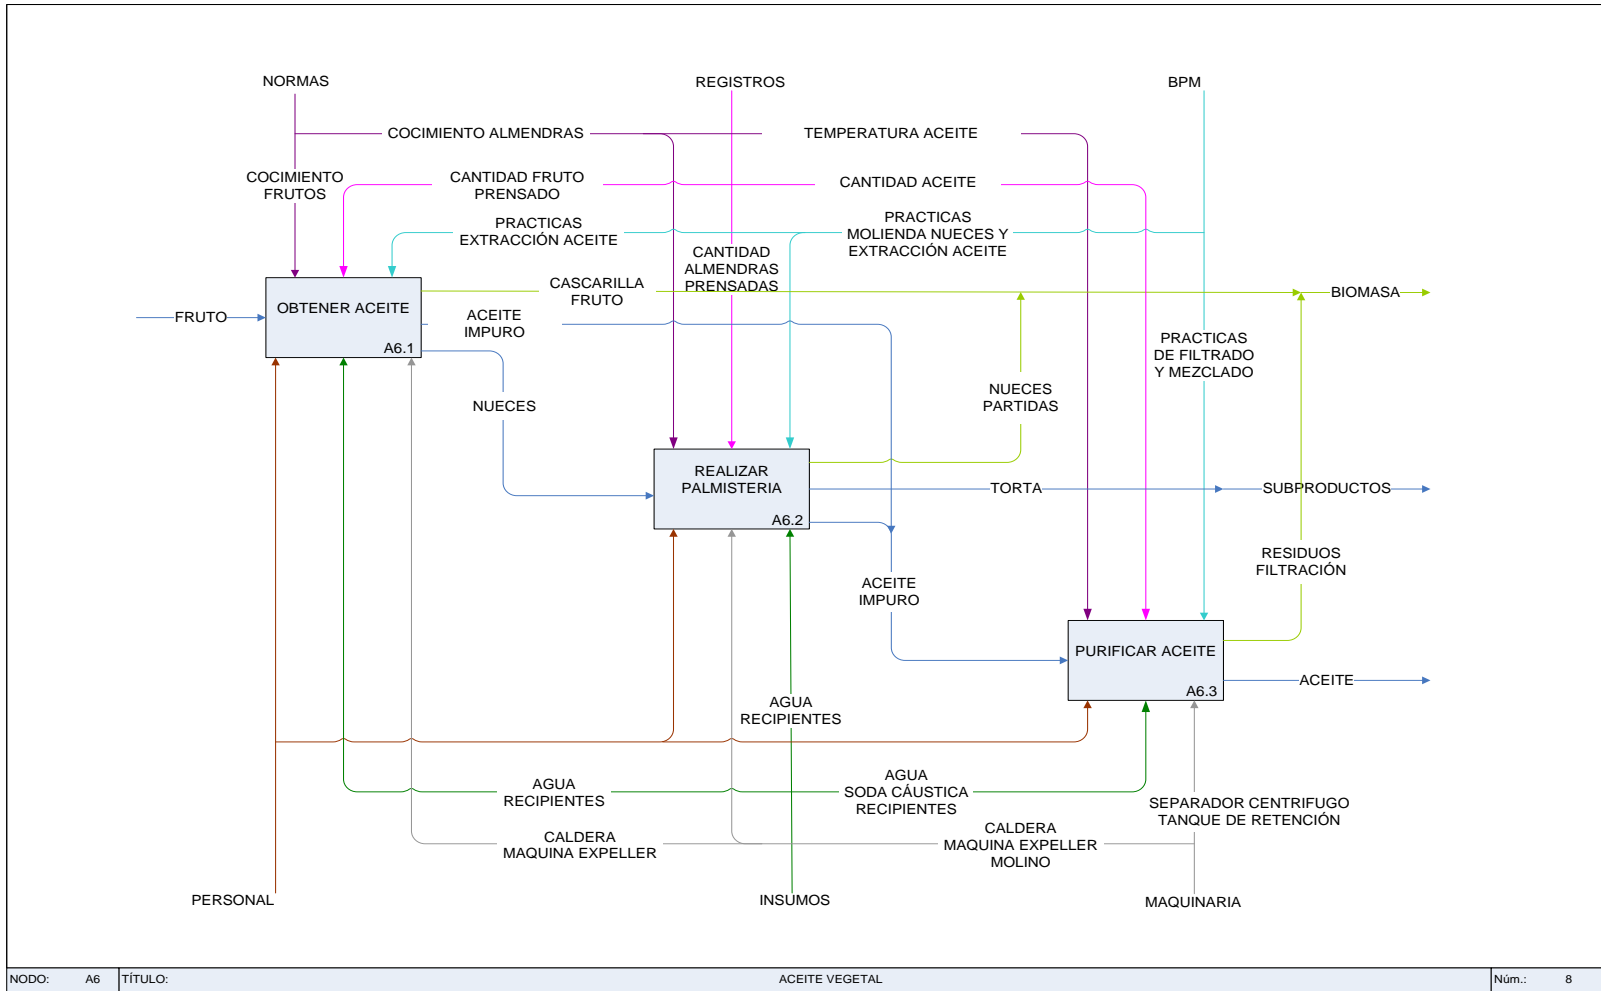 NORMAS
REGISTROS
BPM
COCIMIENTO ALMENDRAS
TEMPERATURA ACEITE
COCIMIENTO
FRUTOS
CANTIDAD FRUTO
PRENSADO
CANTIDAD ACEITE
PRACTICAS
EXTRACCIÓN ACEITE
PRACTICAS
MOLIENDA NUECES Y
EXTRACCIÓN ACEITE
CANTIDAD
ALMENDRAS
PRENSADAS
CASCARILLA
FRUTO
BIOMASA
FRUTO
OBTENER ACEITE
A6.1
ACEITE
IMPURO
PRACTICAS
DE FILTRADO
Y MEZCLADO
NUECES
NUECES
PARTIDAS
REALIZAR
PALMISTERIA
A6.2
TORTA
SUBPRODUCTOS
RESIDUOS
FILTRACIÓN
ACEITE
IMPURO
PURIFICAR ACEITE
A6.3
ACEITE
AGUA
RECIPIENTES
AGUA
RECIPIENTES
AGUA
SODA CÁUSTICA
RECIPIENTES
SEPARADOR CENTRIFUGO
TANQUE DE RETENCIÓN
CALDERA
MAQUINA EXPELLER
CALDERA
MAQUINA EXPELLER
MOLINO
PERSONAL
INSUMOS
MAQUINARIA
NODO: A6 TÍTULO: ACEITE VEGETAL Núm.: 8